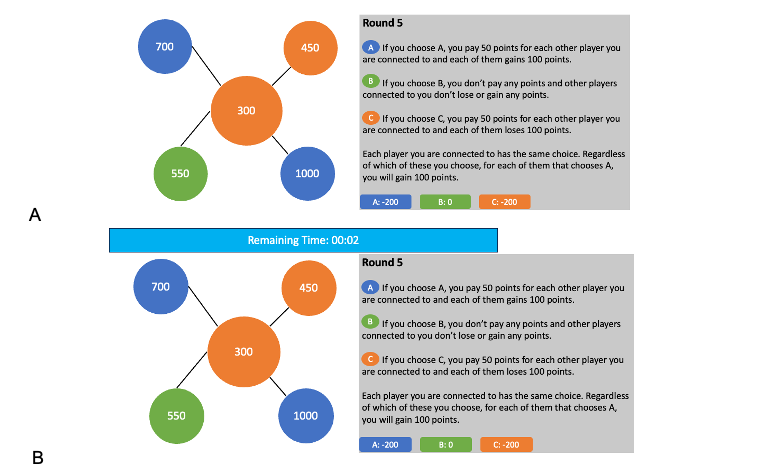 700
450
300
550
1000
Round 5
A If you choose A, you pay 50 points for each other player you
are connected to and each of them gains 100 points.
B If you choose B, you don't pay any points and other players
connected to you don't lose or gain any points.
C If you choose C, you pay 50 points for each other player you
are connected to and each of them loses 100 points.
Each player you are connected to has the same choice. Regardless
of which of these you choose, for each of them that chooses A,
you will gain 100 points.
A: -200 B: 0 C: -200
A
Remaining Time: 00:02
700
450
300
550
1000
Round 5
A If you choose A, you pay 50 points for each other player you
are connected to and each of them gains 100 points.
B If you choose B, you don't pay any points and other players
connected to you don't lose or gain any points.
C If you choose C, you pay 50 points for each other player you
are connected to and each of them loses 100 points.
Each player you are connected to has the same choice. Regardless
of which of these you choose, for each of them that chooses A,
you will gain 100 points.
A: -200 B: 0 C: -200
B